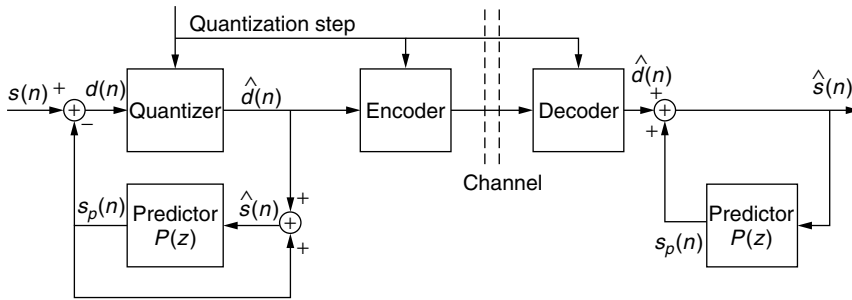 Quantization step
s(n) +
d(n)
Quantizer
d̂(n)
Encoder
Decoder
d̂(n)
+
ŝ(n)
+
−
+
Channel
s_p(n)
Predictor
P(z)
ŝ(n)
+
+
+
s_p(n)
Predictor
P(z)